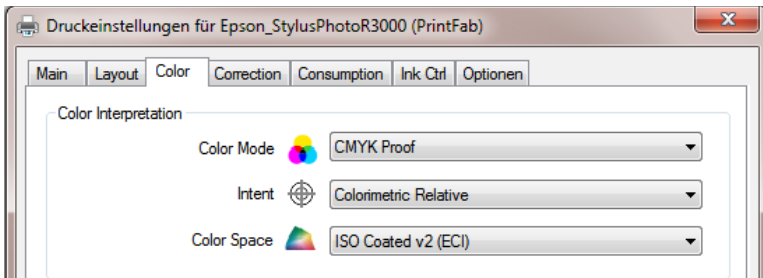 Druckeinstellungen für Epson_StylusPhotoR3000 (PrintFab)
Main Layout Color Correction Consumption Ink Ctrl Optionen
Color Interpretation
Color Mode CMYK Proof
Intent Colorimetric Relative
Color Space ISO Coated v2 (ECI)